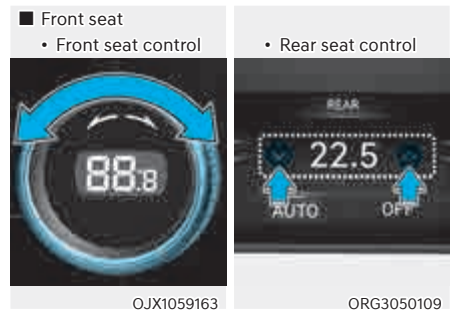 ■ Front seat
• Front seat control
• Rear seat control
88.8
REAR
22.5
AUTO
OFF
OJX1059163
ORG3050109